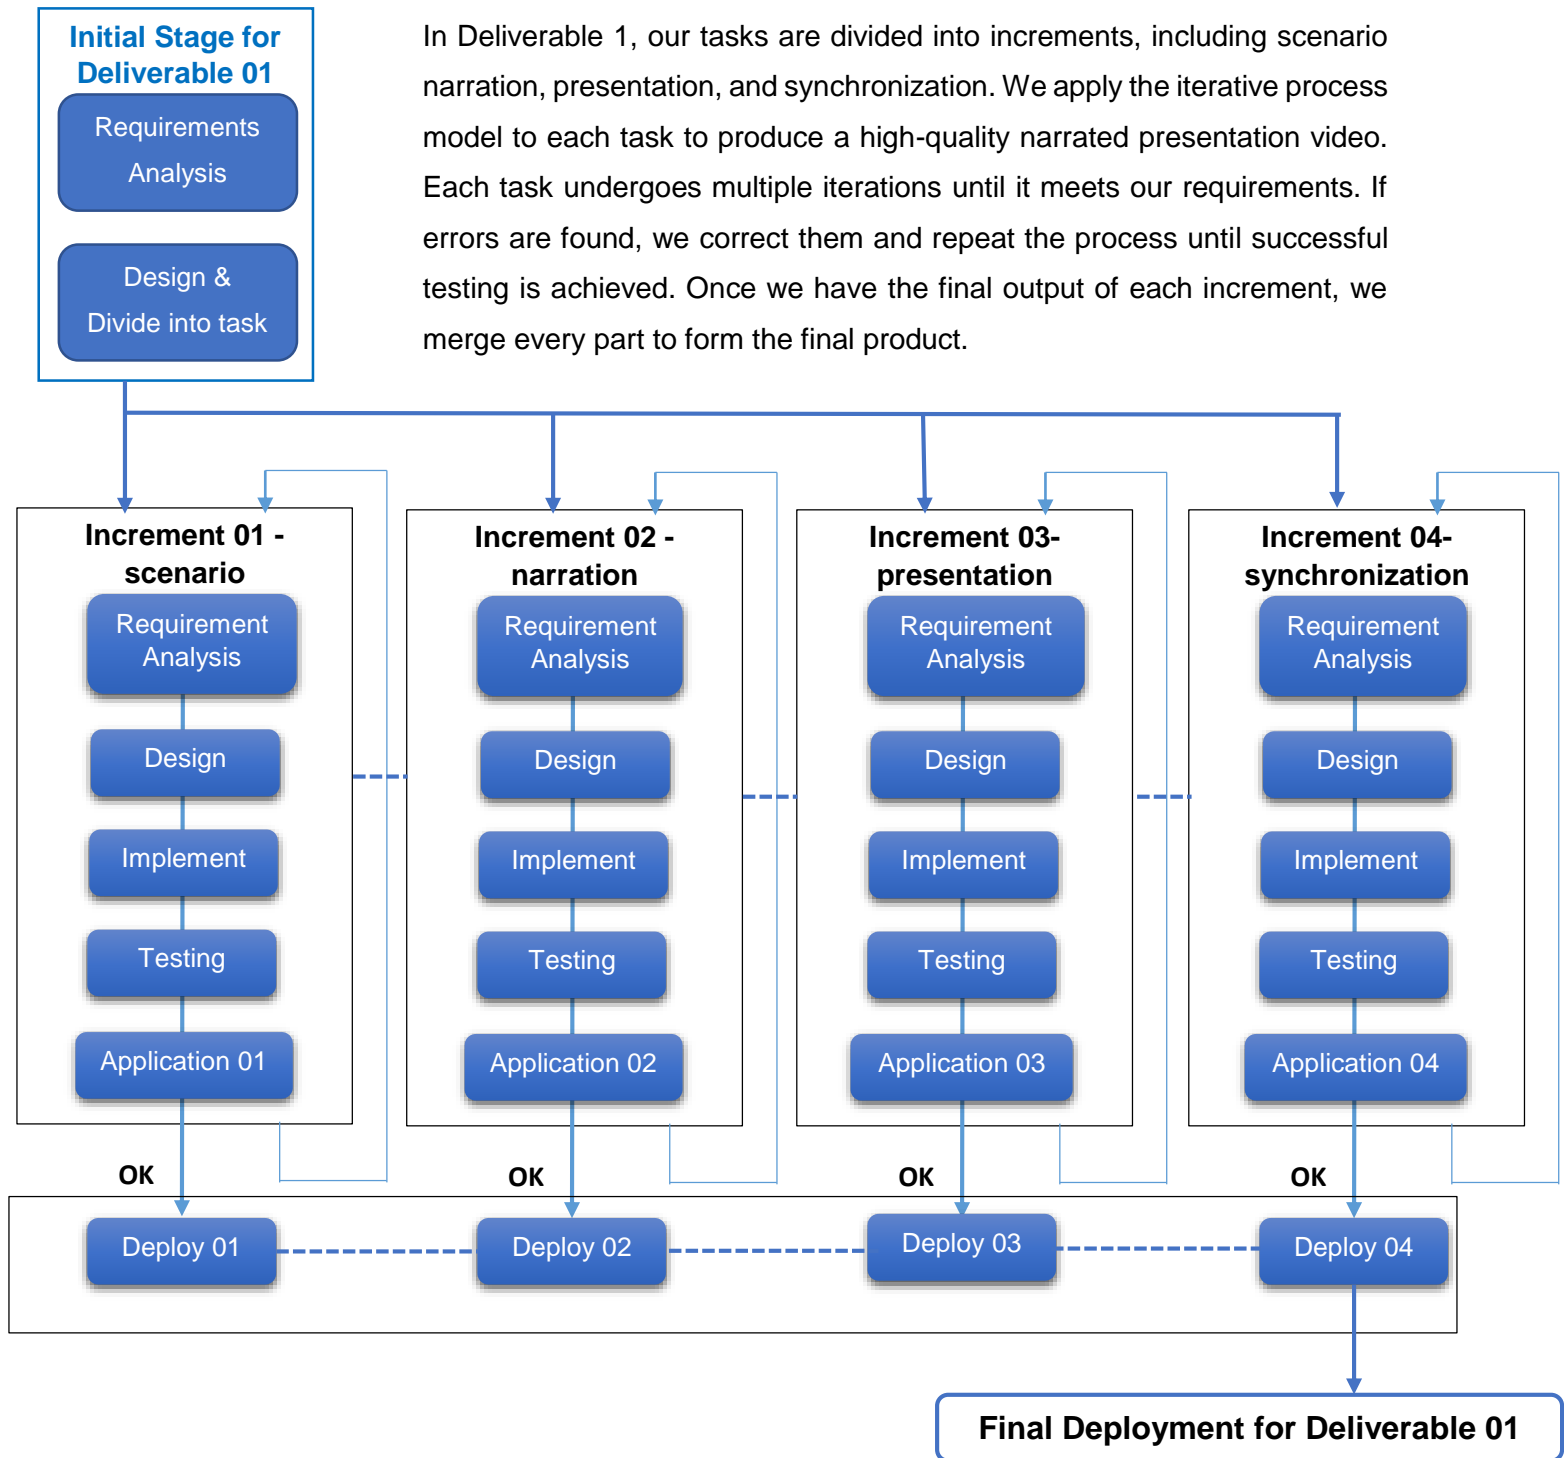 Initial Stage for
Deliverable 01
Requirements
Analysis
Design &
Divide into task
In Deliverable 1, our tasks are divided into increments, including scenario
narration, presentation, and synchronization. We apply the iterative process
model to each task to produce a high-quality narrated presentation video.
Each task undergoes multiple iterations until it meets our requirements. If
errors are found, we correct them and repeat the process until successful
testing is achieved. Once we have the final output of each increment, we
merge every part to form the final product.
Increment 01 -
scenario
Requirement
Analysis
Design
Implement
Testing
Application 01
OK
Increment 02 -
narration
Requirement
Analysis
Design
Implement
Testing
Application 02
OK
Increment 03-
presentation
Requirement
Analysis
Design
Implement
Testing
Application 03
OK
Increment 04-
synchronization
Requirement
Analysis
Design
Implement
Testing
Application 04
OK
Deploy 01
Deploy 02
Deploy 03
Deploy 04
Final Deployment for Deliverable 01